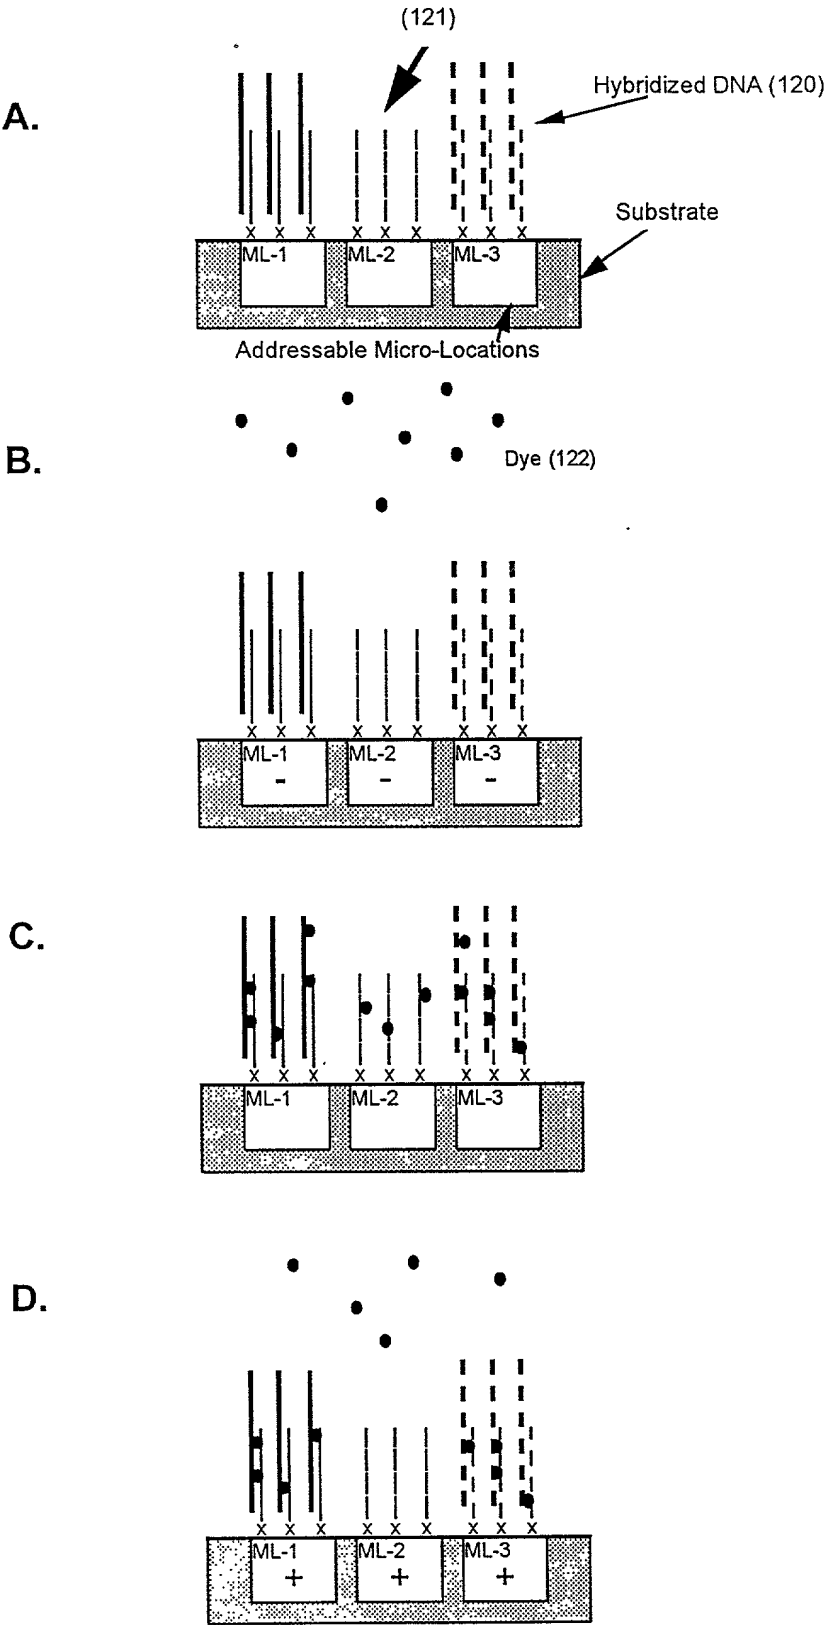 (121)
A.
Hybridized DNA (120)
Substrate
x x x x x x x x x
ML-1 ML-2 ML-3
Addressable Micro-Locations
B.
Dye (122)
x x x x x x x x x
ML-1 ML-2 ML-3
- - -
C.
x x x x x x x x x
ML-1 ML-2 ML-3
D.
x x x x x x x x x
ML-1 ML-2 ML-3
+ + +